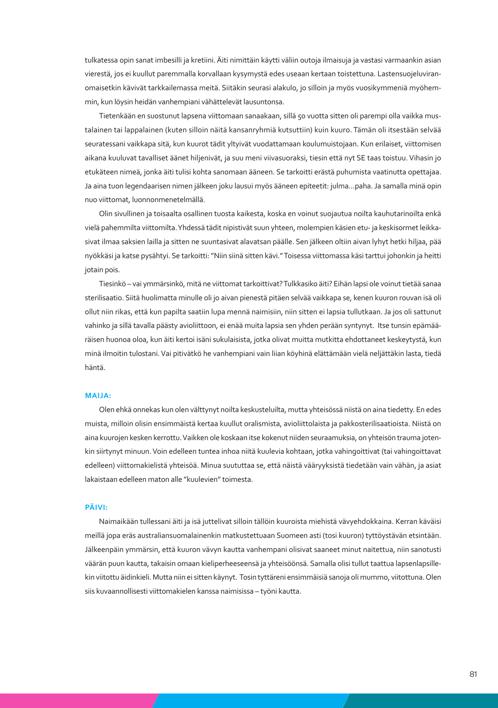 tulkatessa opin sanat imbesilli ja kretiini. Äiti nimittäin käytti väliin outoja ilmaisuja ja vastasi varmaankin asian
vierestä, jos ei kuullut paremmalla korvallaan kysymystä edes useaan kertaan toistettuna. Lastensuojeluviran-
omaisetkin kävivät tarkkailemassa meitä. Siitäkin seurasi alakulo, jo silloin ja myös vuosikymmeniä myöhem-
min, kun löysin heidän vanhempiani vähättelevät lausuntonsa.
Tietenkään en suostunut lapsena viittomaan sanaakaan, sillä 50 vuotta sitten oli parempi olla vaikka mus-
talainen tai lappalainen (kuten silloin näitä kansanryhmiä kutsuttiin) kuin kuuro. Tämän oli itsestään selvää
seuratessani vaikkapa sitä, kun kuurot tädit yltyivät vuodattamaan koulumuistojaan. Kun erilaiset, viittomisen
aikana kuuluvat tavalliset äänet hiljenivät, ja suu meni viivasuoraksi, tiesin että nyt SE taas toistuu. Vihasin jo
etukäteen nimeä, jonka äiti tulisi kohta sanomaan ääneen. Se tarkoitti erästä puhumista vaatinutta opettajaa.
Ja aina tuon legendaarisen nimen jälkeen joku lausui myös ääneen epiteetit: julma...paha. Ja samalla minä opin
nuo viittomat, luonnonmenetelmällä.
Olin sivullinen ja toisaalta osallinen tuosta kaikesta, koska en voinut suojautua noilta kauhutarinoilta enkä
vielä pahemmilta viittomilta. Yhdessä tädit nipistivät suun yhteen, molempien käsien etu- ja keskisormet leikka-
sivat ilmaa saksien lailla ja sitten ne suuntasivat alavatsan päälle. Sen jälkeen oltiin aivan lyhyt hetki hiljaa, pää
nyökkäsi ja katse pysähtyi. Se tarkoitti: ”Niin siinä sitten kävi.” Toisessa viittomassa käsi tarttui johonkin ja heitti
jotain pois.
Tiesinkö – vai ymmärsinkö, mitä ne viittomat tarkoittivat? Tulkkasiko äiti? Eihän lapsi ole voinut tietää sanaa
sterilisaatio. Siitä huolimatta minulle oli jo aivan pienestä pitäen selvää vaikkapa se, kenen kuuron rouvan isä oli
ollut niin rikas, että kun papilta saatiin lupa mennä naimisiin, niin sitten ei lapsia tullutkaan. Ja jos oli sattunut
vahinko ja sillä tavalla päästy avioliittoon, ei enää muita lapsia sen yhden perään syntynyt. Itse tunsin epämää-
räisen huonoa oloa, kun äiti kertoi isäni sukulaisista, jotka olivat muitta mutkitta ehdottaneet keskeytystä, kun
minä ilmoitin tulostani. Vai pitivätkö he vanhempiani vain liian köyhinä elättämään vielä neljättäkin lasta, tiedä
häntä.
MAIJA:
Olen ehkä onnekas kun olen välttynyt noilta keskusteluilta, mutta yhteisössä niistä on aina tiedetty. En edes
muista, milloin olisin ensimmäistä kertaa kuullut oralismista, avioliittolaista ja pakkosterilisaatioista. Niistä on
aina kuurojen kesken kerrottu. Vaikken ole koskaan itse kokenut niiden seuraamuksia, on yhteisön trauma joten-
kin siirtynyt minuun. Voin edelleen tuntea inhoa niitä kuulevia kohtaan, jotka vahingoittivat (tai vahingoittavat
edelleen) viittomakielistä yhteisöä. Minua suututtaa se, että näistä vääryyksistä tiedetään vain vähän, ja asiat
lakaistaan edelleen maton alle ”kuulevien” toimesta.
PÄIVI:
Naimaikään tullessani äiti ja isä juttelivat silloin tällöin kuuroista miehistä vävyehdokkaina. Kerran käväisi
meillä jopa eräs australiansuomalainenkin matkustettuaan Suomeen asti (tosi kuuron) tyttöystävän etsintään.
Jälkeenpäin ymmärsin, että kuuron vävyn kautta vanhempani olisivat saaneet minut naitettua, niin sanotusti
väärän puun kautta, takaisin omaan kieliperheeseensä ja yhteisöönsä. Samalla olisi tullut taattua lapsenlapsille-
kin viitottu äidinkieli. Mutta niin ei sitten käynyt. Tosin tyttäreni ensimmäisiä sanoja oli mummo, viitottuna. Olen
siis kuvaannollisesti viittomakielen kanssa naimisissa – työni kautta.
81